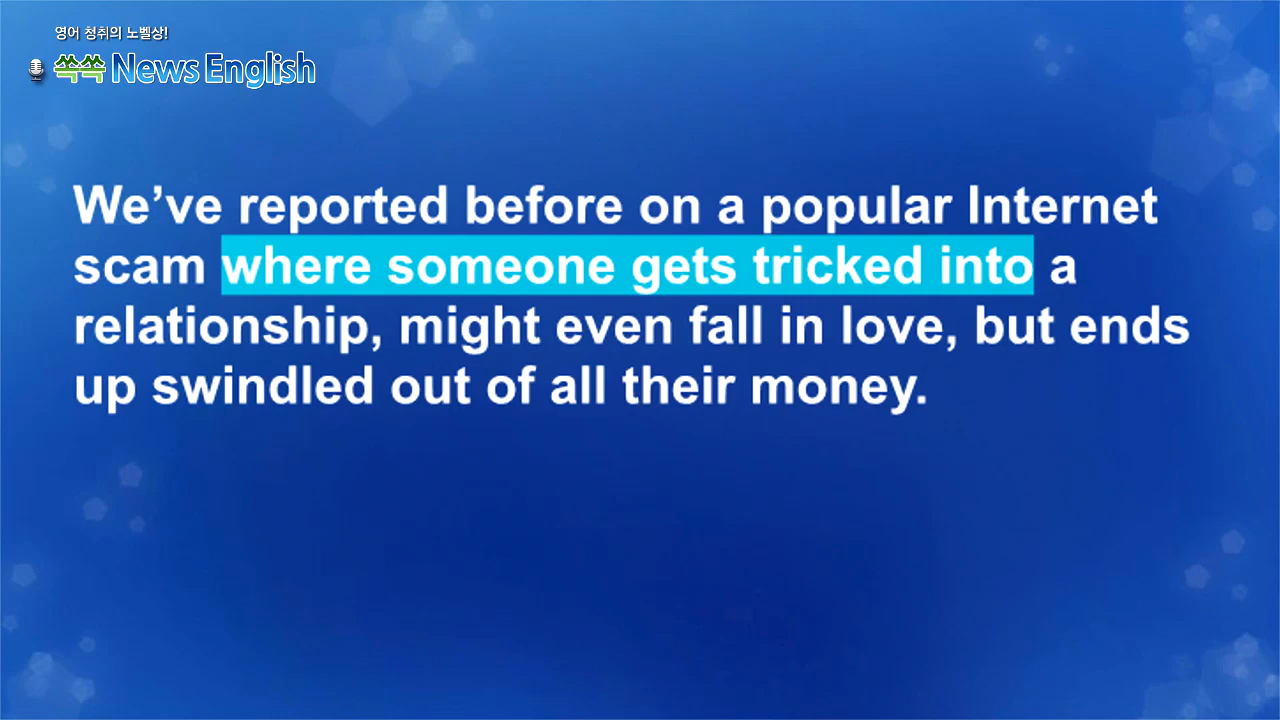 영어 청취의 노벨상!
쏙쏙 News English
We’ve reported before on a popular Internet
scam where someone gets tricked into a
relationship, might even fall in love, but ends
up swindled out of all their money.